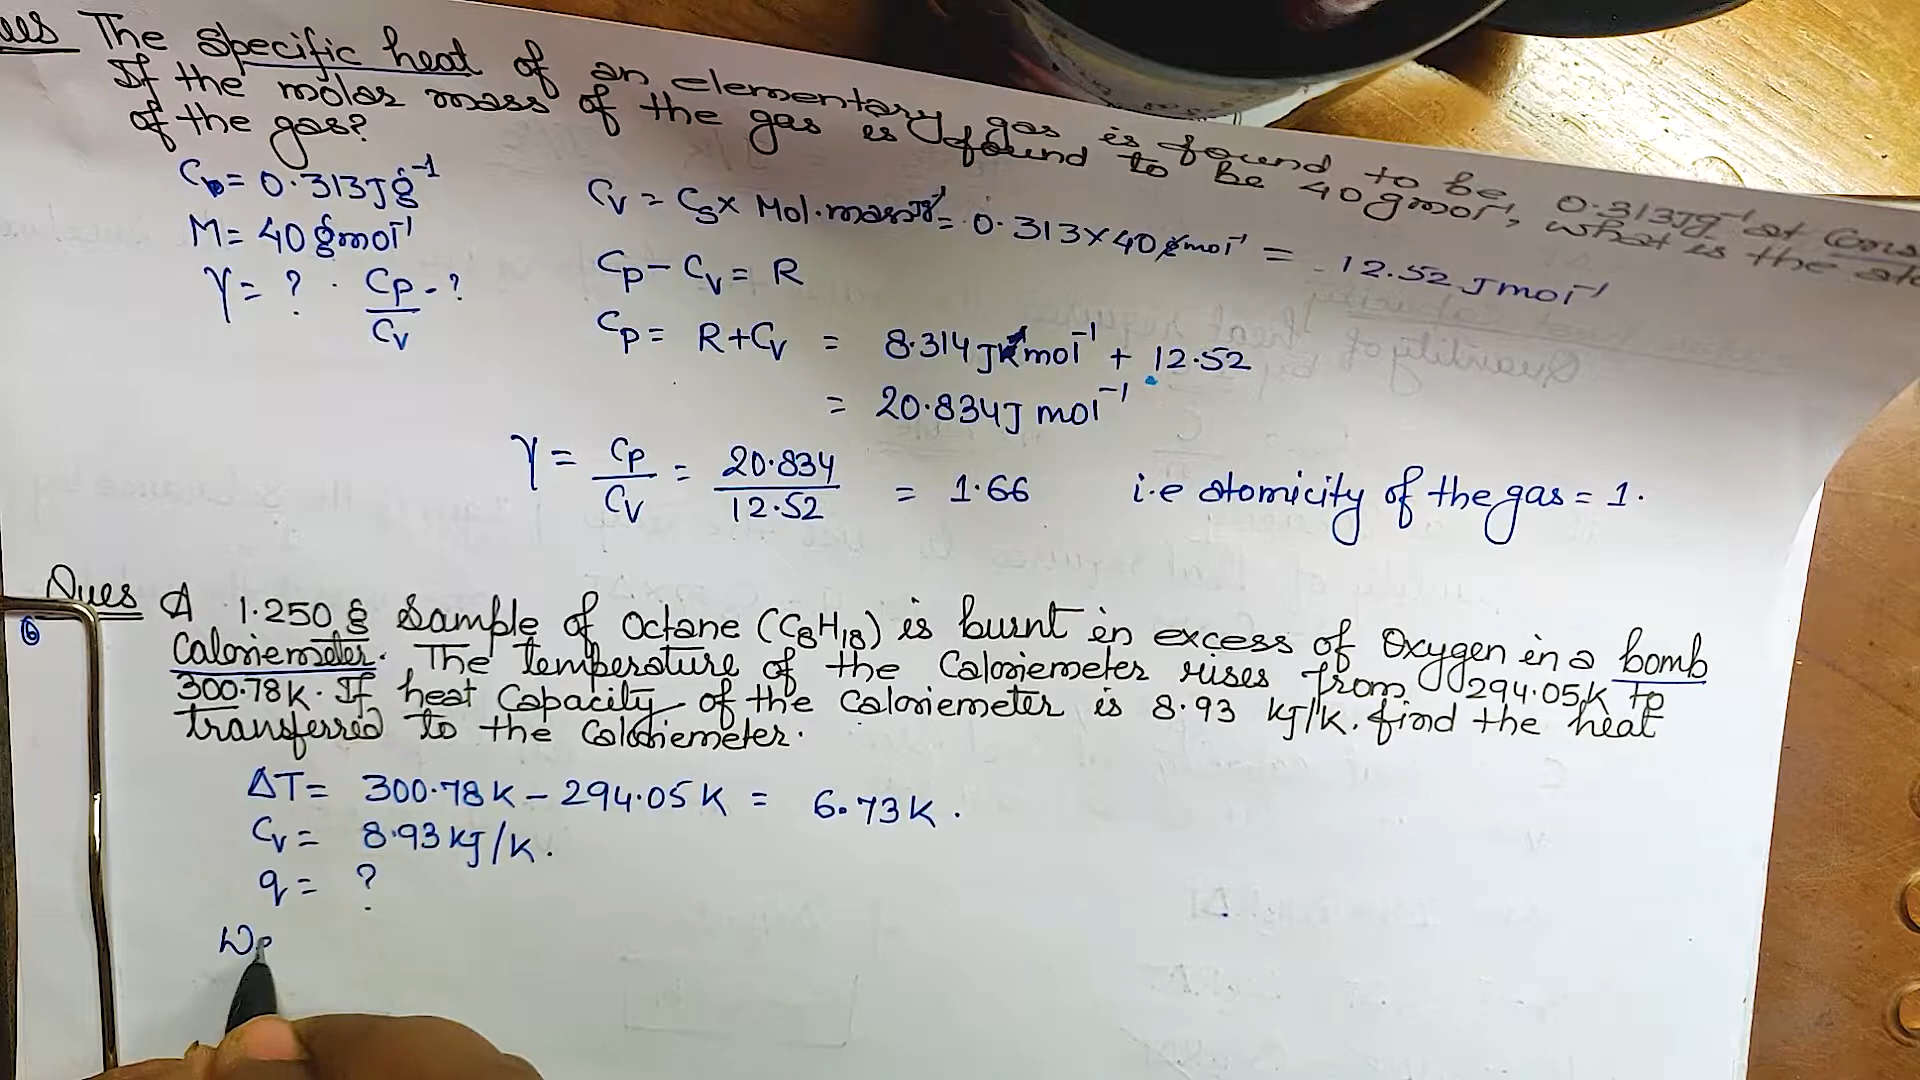 Ques The specific heat of an elementary gas is found to be 0.313Jg⁻¹ at
If the molar mass of the gas is found to be 40gmol⁻¹, what is the
of the gas?
Cᵥ = 0.313Jg⁻¹
M = 40 gmol⁻¹
γ = ? · Cp/Cv - ?
Cv = Cs × Mol. mass = 0.313×40 g mol⁻¹ = 12.52 J mol⁻¹
Cp - Cv = R
Cp = R+Cv = 8.314 JK mol⁻¹ + 12.52
= 20.834J mol⁻¹
γ = Cp/Cv = 20.834/12.52 = 1.66 i.e atomicity of the gas = 1.
Ques A 1.250 g Sample of Octane (C₈H₁₈) is burnt in excess of Oxygen in a bomb
⑥
Caloriemeter. The temperature of the Caloriemeter rises from 294.05K to
300.78K. If heat Capacity of the Caloriemeter is 8.93 KJ/K. find the heat
transferred to the Caloriemeter.
ΔT = 300.78K - 294.05K = 6.73K.
Cv = 8.93 KJ/K.
q = ?